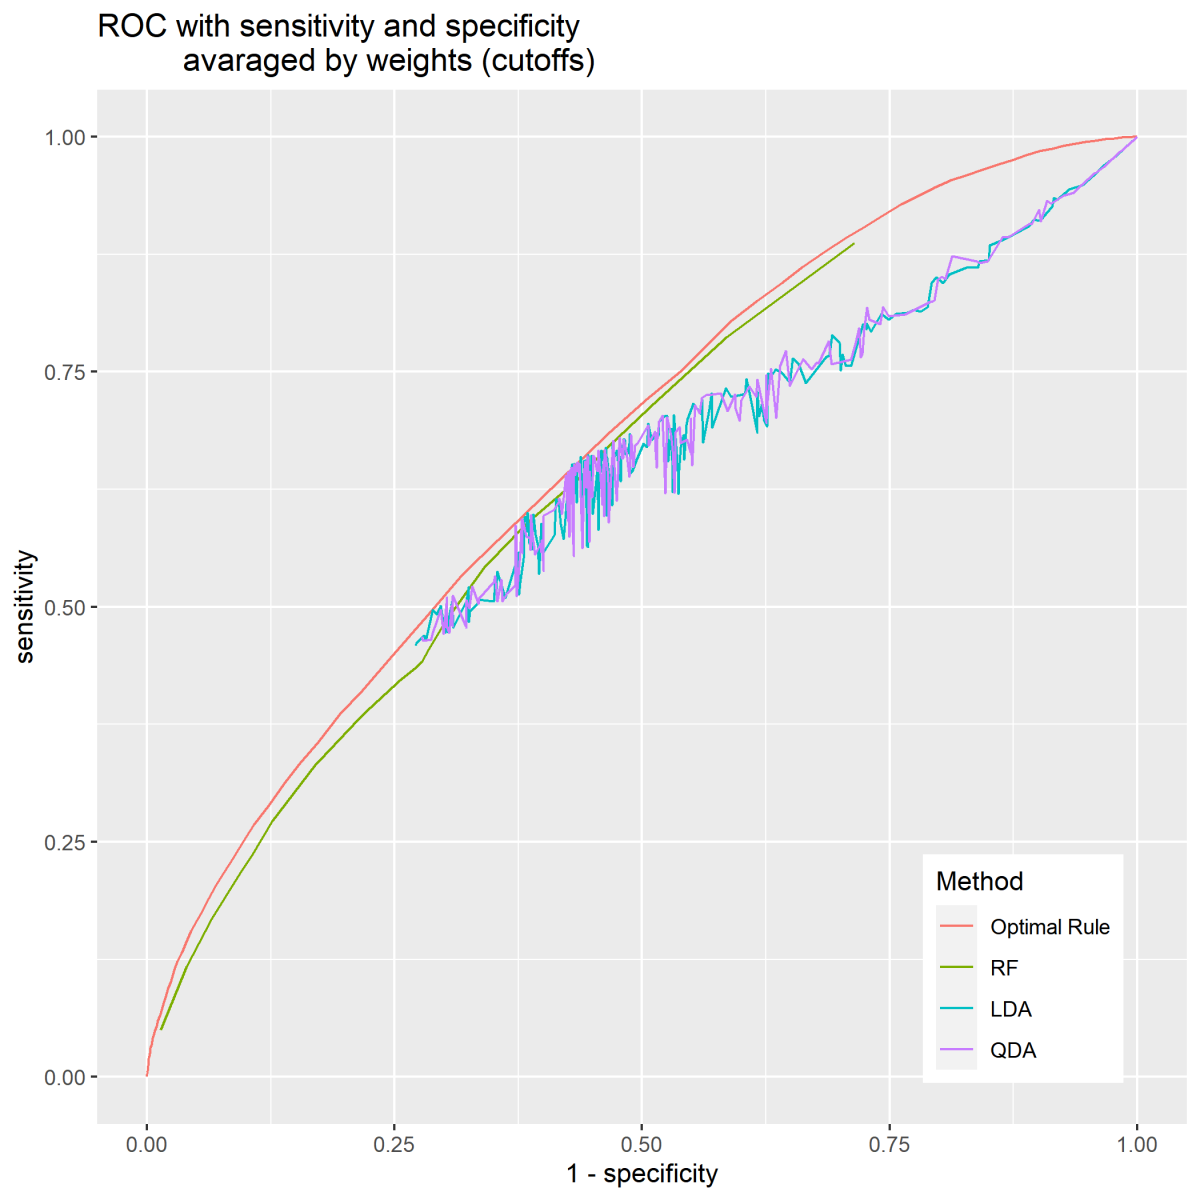 ROC with sensitivity and specificity
avaraged by weights (cutoffs)
1.00
0.75
0.50
0.25
0.00
sensitivity
0.00 0.25 0.50 0.75 1.00
1 - specificity
Method
Optimal Rule
RF
LDA
QDA